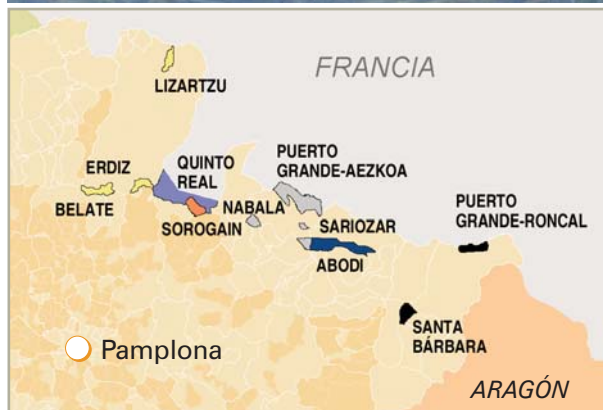 FRANCIA
LIZARTZU
ERDIZ
QUINTO
REAL
PUERTO
GRANDE-AEZKOA
BELATE
NABALA
SOROGAIN
SARIOZAR
PUERTO
GRANDE-RONCAL
ABODI
SANTA
BÁRBARA
Pamplona
ARAGÓN